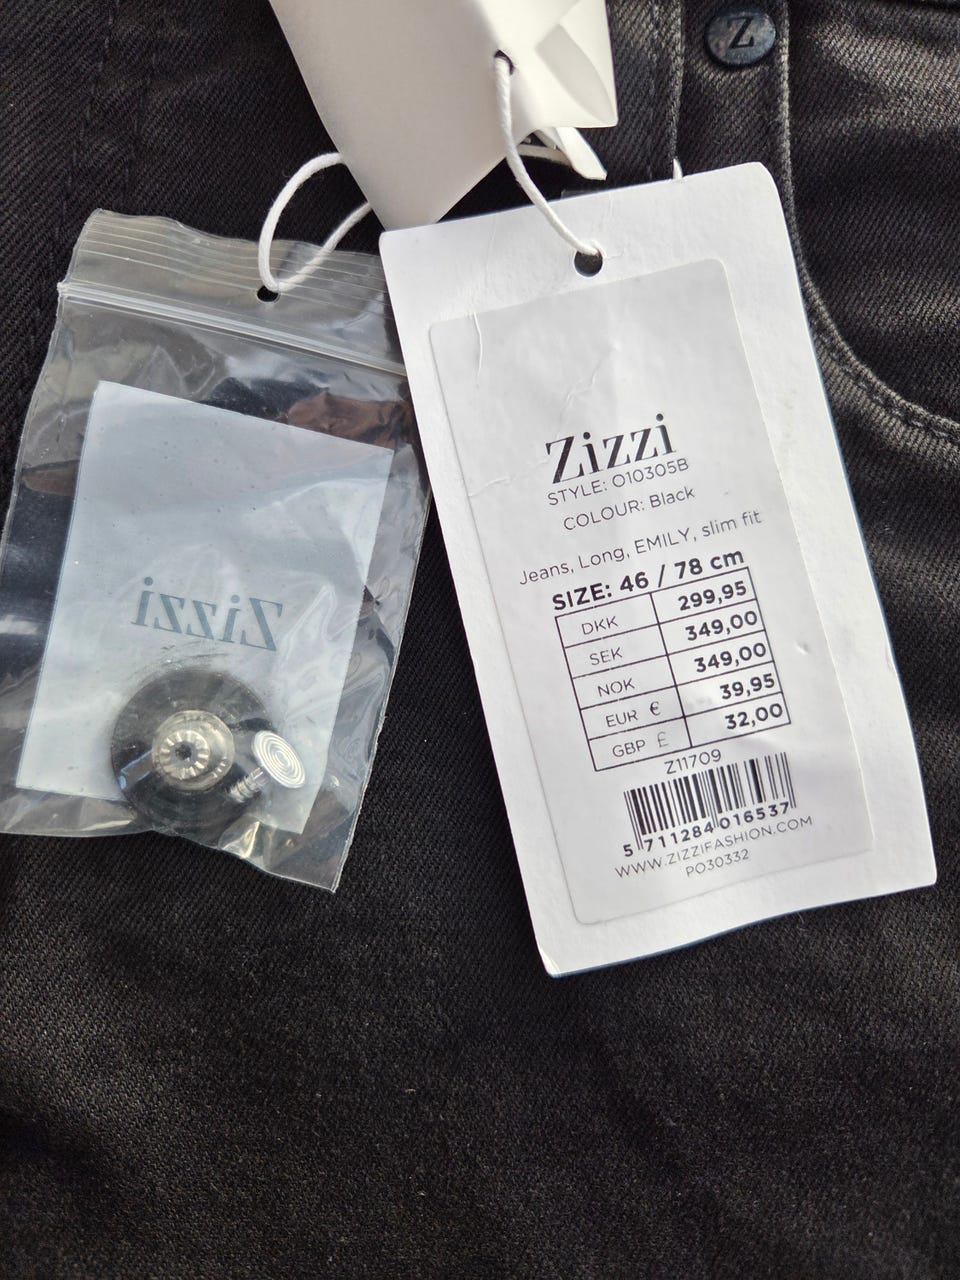 Z
Zizzi
Zizzi
STYLE: O10305B
COLOUR: Black
Jeans, Long, EMILY, slim fit
SIZE: 46 / 78 cm
DKK 299,95
SEK 349,00
NOK 349,00
EUR € 39,95
GBP £ 32,00
Z11709
5 711284 016537
WWW.ZIZZIFASHION.COM
PO30332